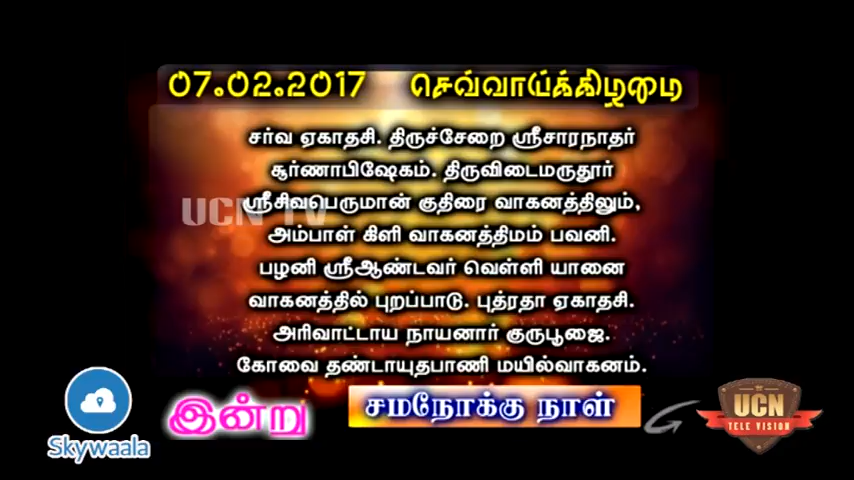 07.02.2017 செவ்வாய்க்கிழமை
சர்வ ஏகாதசி. திருச்சேறை ஸ்ரீசாரநாதர்
சூர்ணாபிஷேகம். திருவிடைமருதூர்
ஸ்ரீசிவபெருமான் குதிரை வாகனத்திலும்,
அம்பாள் கிளி வாகனத்திமம் பவனி.
பழனி ஸ்ரீஆண்டவர் வெள்ளி யானை
வாகனத்தில் புறப்பாடு. புத்ரதா ஏகாதசி.
அரிவாட்டாய நாயனார் குருபூஜை.
கோவை தண்டாயுதபாணி மயில்வாகனம்.
UCN TV
இன்று சமநோக்கு நாள்
Skywaala
UCN
TELE VISION